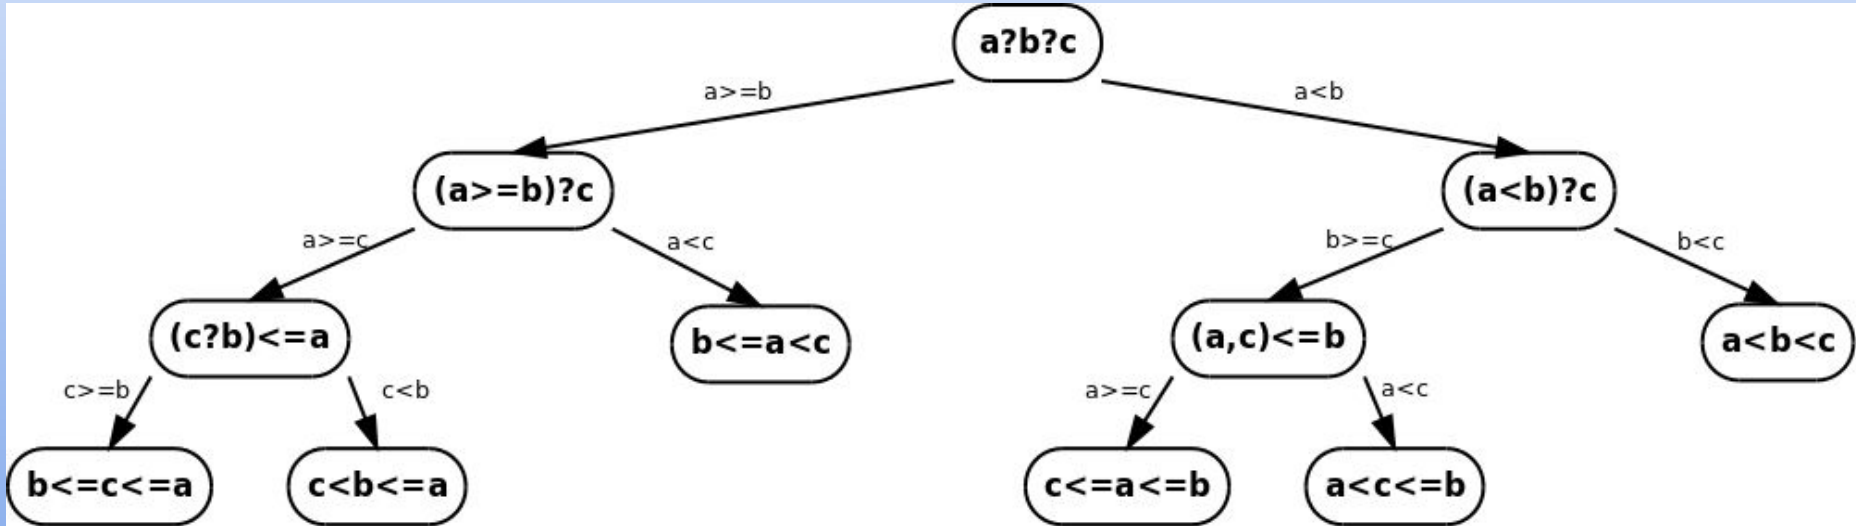 a?b?c
a>=b
a<b
(a>=b)?c
(a<b)?c
a>=c
a<c
b>=c
b<c
(c?b)<=a
b<=a<c
(a,c)<=b
a<b<c
c>=b
c<b
a>=c
a<c
b<=c<=a
c<b<=a
c<=a<=b
a<c<=b